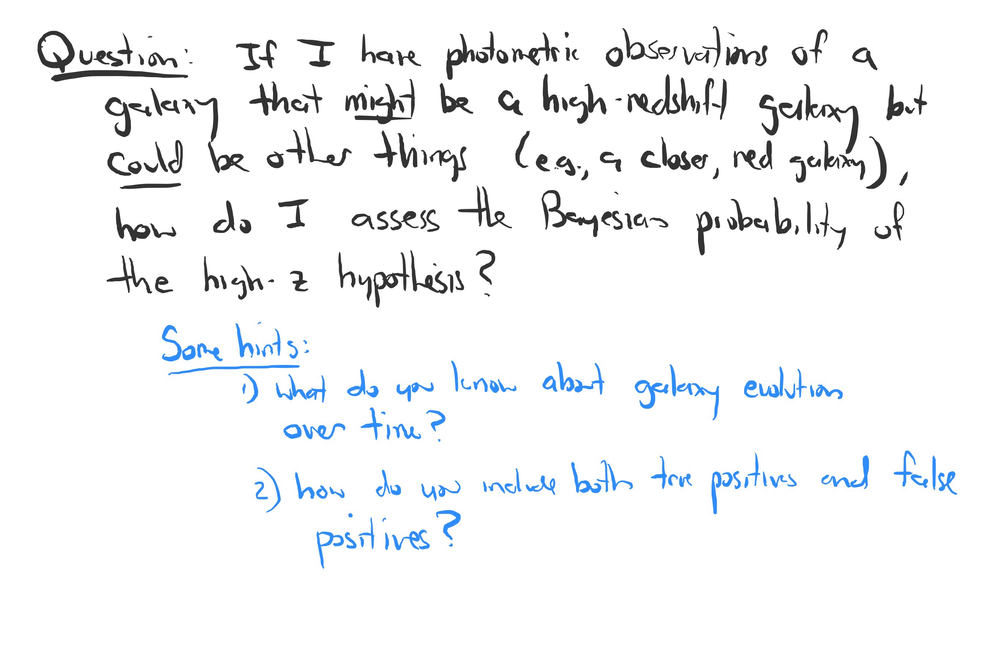 Question: If I have photometric observations of a
galaxy that might be a high-redshift galaxy, but
could be other things (e.g., a closer, red galaxy),
how do I assess the Bayesian probability of
the high-z hypothesis?
Some hints:
1) what do you know about galaxy evolution
over time?
2) how do we model both true positives and false
positives?